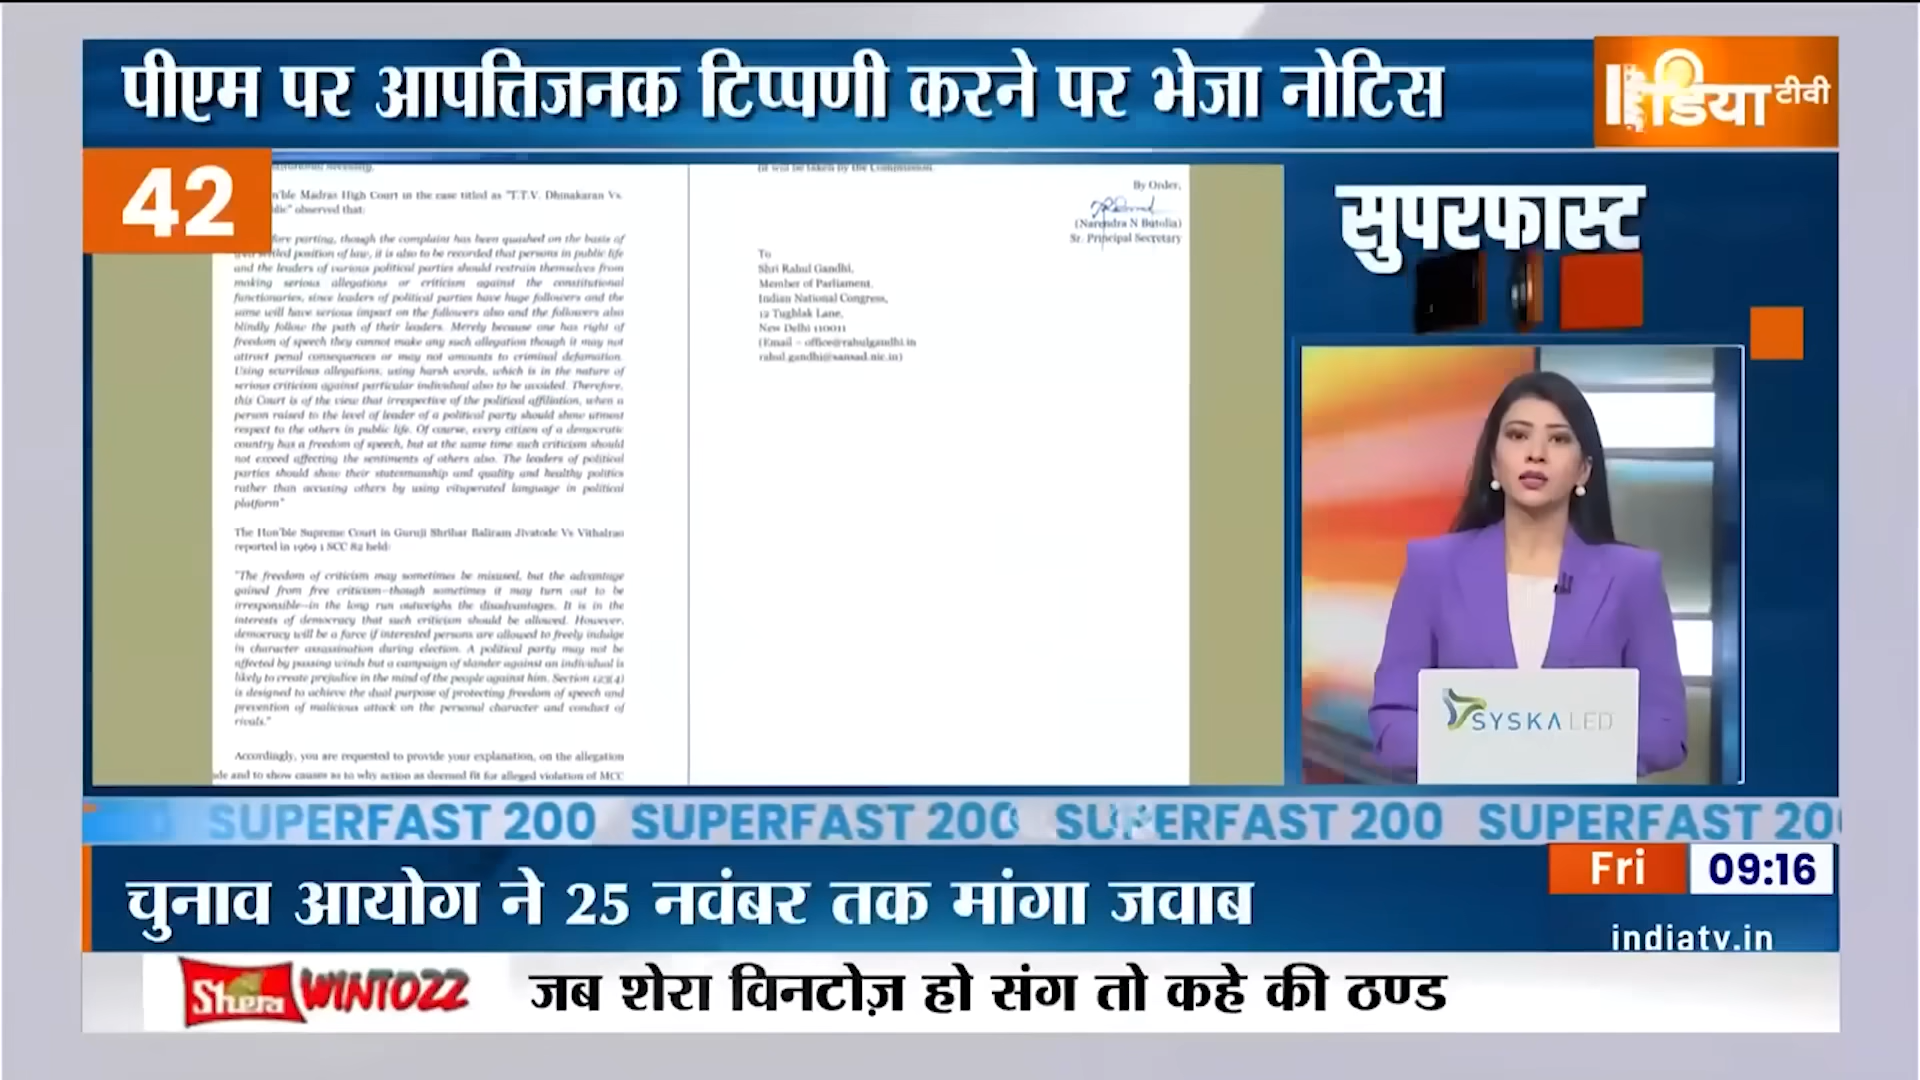 पीएम पर आपत्तिजनक टिप्पणी करने पर भेजा नोटिस
इंडिया टीवी
42
Hon'ble Madras High Court in the case titled as "T.T.V. Dhinakaran Vs.
observed that:
parting, though the complaint has been quashed on the basis of
settled position of law, it is also to be recorded that persons in public life
and the leaders of various political parties should restrain themselves from
making serious allegations or criticism against the constitutional
functionaries, since leaders of political parties have huge followers and the
same will have serious impact on the followers also and the followers also
blindly follow the path of their leaders. Merely because one has right of
freedom of speech they cannot make any such allegation though it may not
attract penal consequences or may not amounts to criminal defamation.
Using scurrilous allegations, using harsh words, which is in the nature of
serious criticism against particular individual also to be avoided. Therefore,
this Court is of the view that irrespective of the political affiliation, when a
person raised to the level of leader of a political party should show utmost
respect to the others in public life. Of course, every citizen of a democratic
country has a freedom of speech, but at the same time such criticism should
not exceed affecting the sentiments of others also. The leaders of political
parties should show their statesmanship and quality and healthy politics
rather than accusing others by using vituperated language in political
platform"
The Hon'ble Supreme Court in Guruji Shrihar Baliram Jivatode Vs Vithalrao
reported in 1969 1 SCC 82 held:
"The freedom of criticism may sometimes be misused, but the advantage
gained from free criticism—though sometimes it may turn out to be
irresponsible—in the long run outweighs the disadvantages. It is in the
interests of democracy that such criticism should be allowed. However,
democracy will be a farce if interested persons are allowed to freely indulge
in character assassination during election. A political party may not be
affected by passing winds but a campaign of slander against an individual is
likely to create prejudice in the mind of the people against him. Section 123(4)
is designed to achieve the dual purpose of protecting freedom of speech and
prevention of malicious attack on the personal character and conduct of
rivals."
Accordingly, you are requested to provide your explanation, on the allegation
and to show causes as to why action as deemed fit for alleged violation of MCC
will be taken by the Commission.
By Order,
(Narendra N Butolia)
Sr. Principal Secretary
To
Shri Rahul Gandhi,
Member of Parliament,
Indian National Congress,
12 Tughlak Lane,
New Delhi 110011
(Email – office@rahulgandhi.in
rahul.gandhi@sansad.nic.in)
सुपरफास्ट
SYSKA LED
SUPERFAST 200 SUPERFAST 200 SUPERFAST 200 SUPERFAST 200
चुनाव आयोग ने 25 नवंबर तक मांगा जवाब
Fri 09:16
indiatv.in
Shera WINTOZZ जब शेरा विनटोज़ हो संग तो कहे की ठण्ड